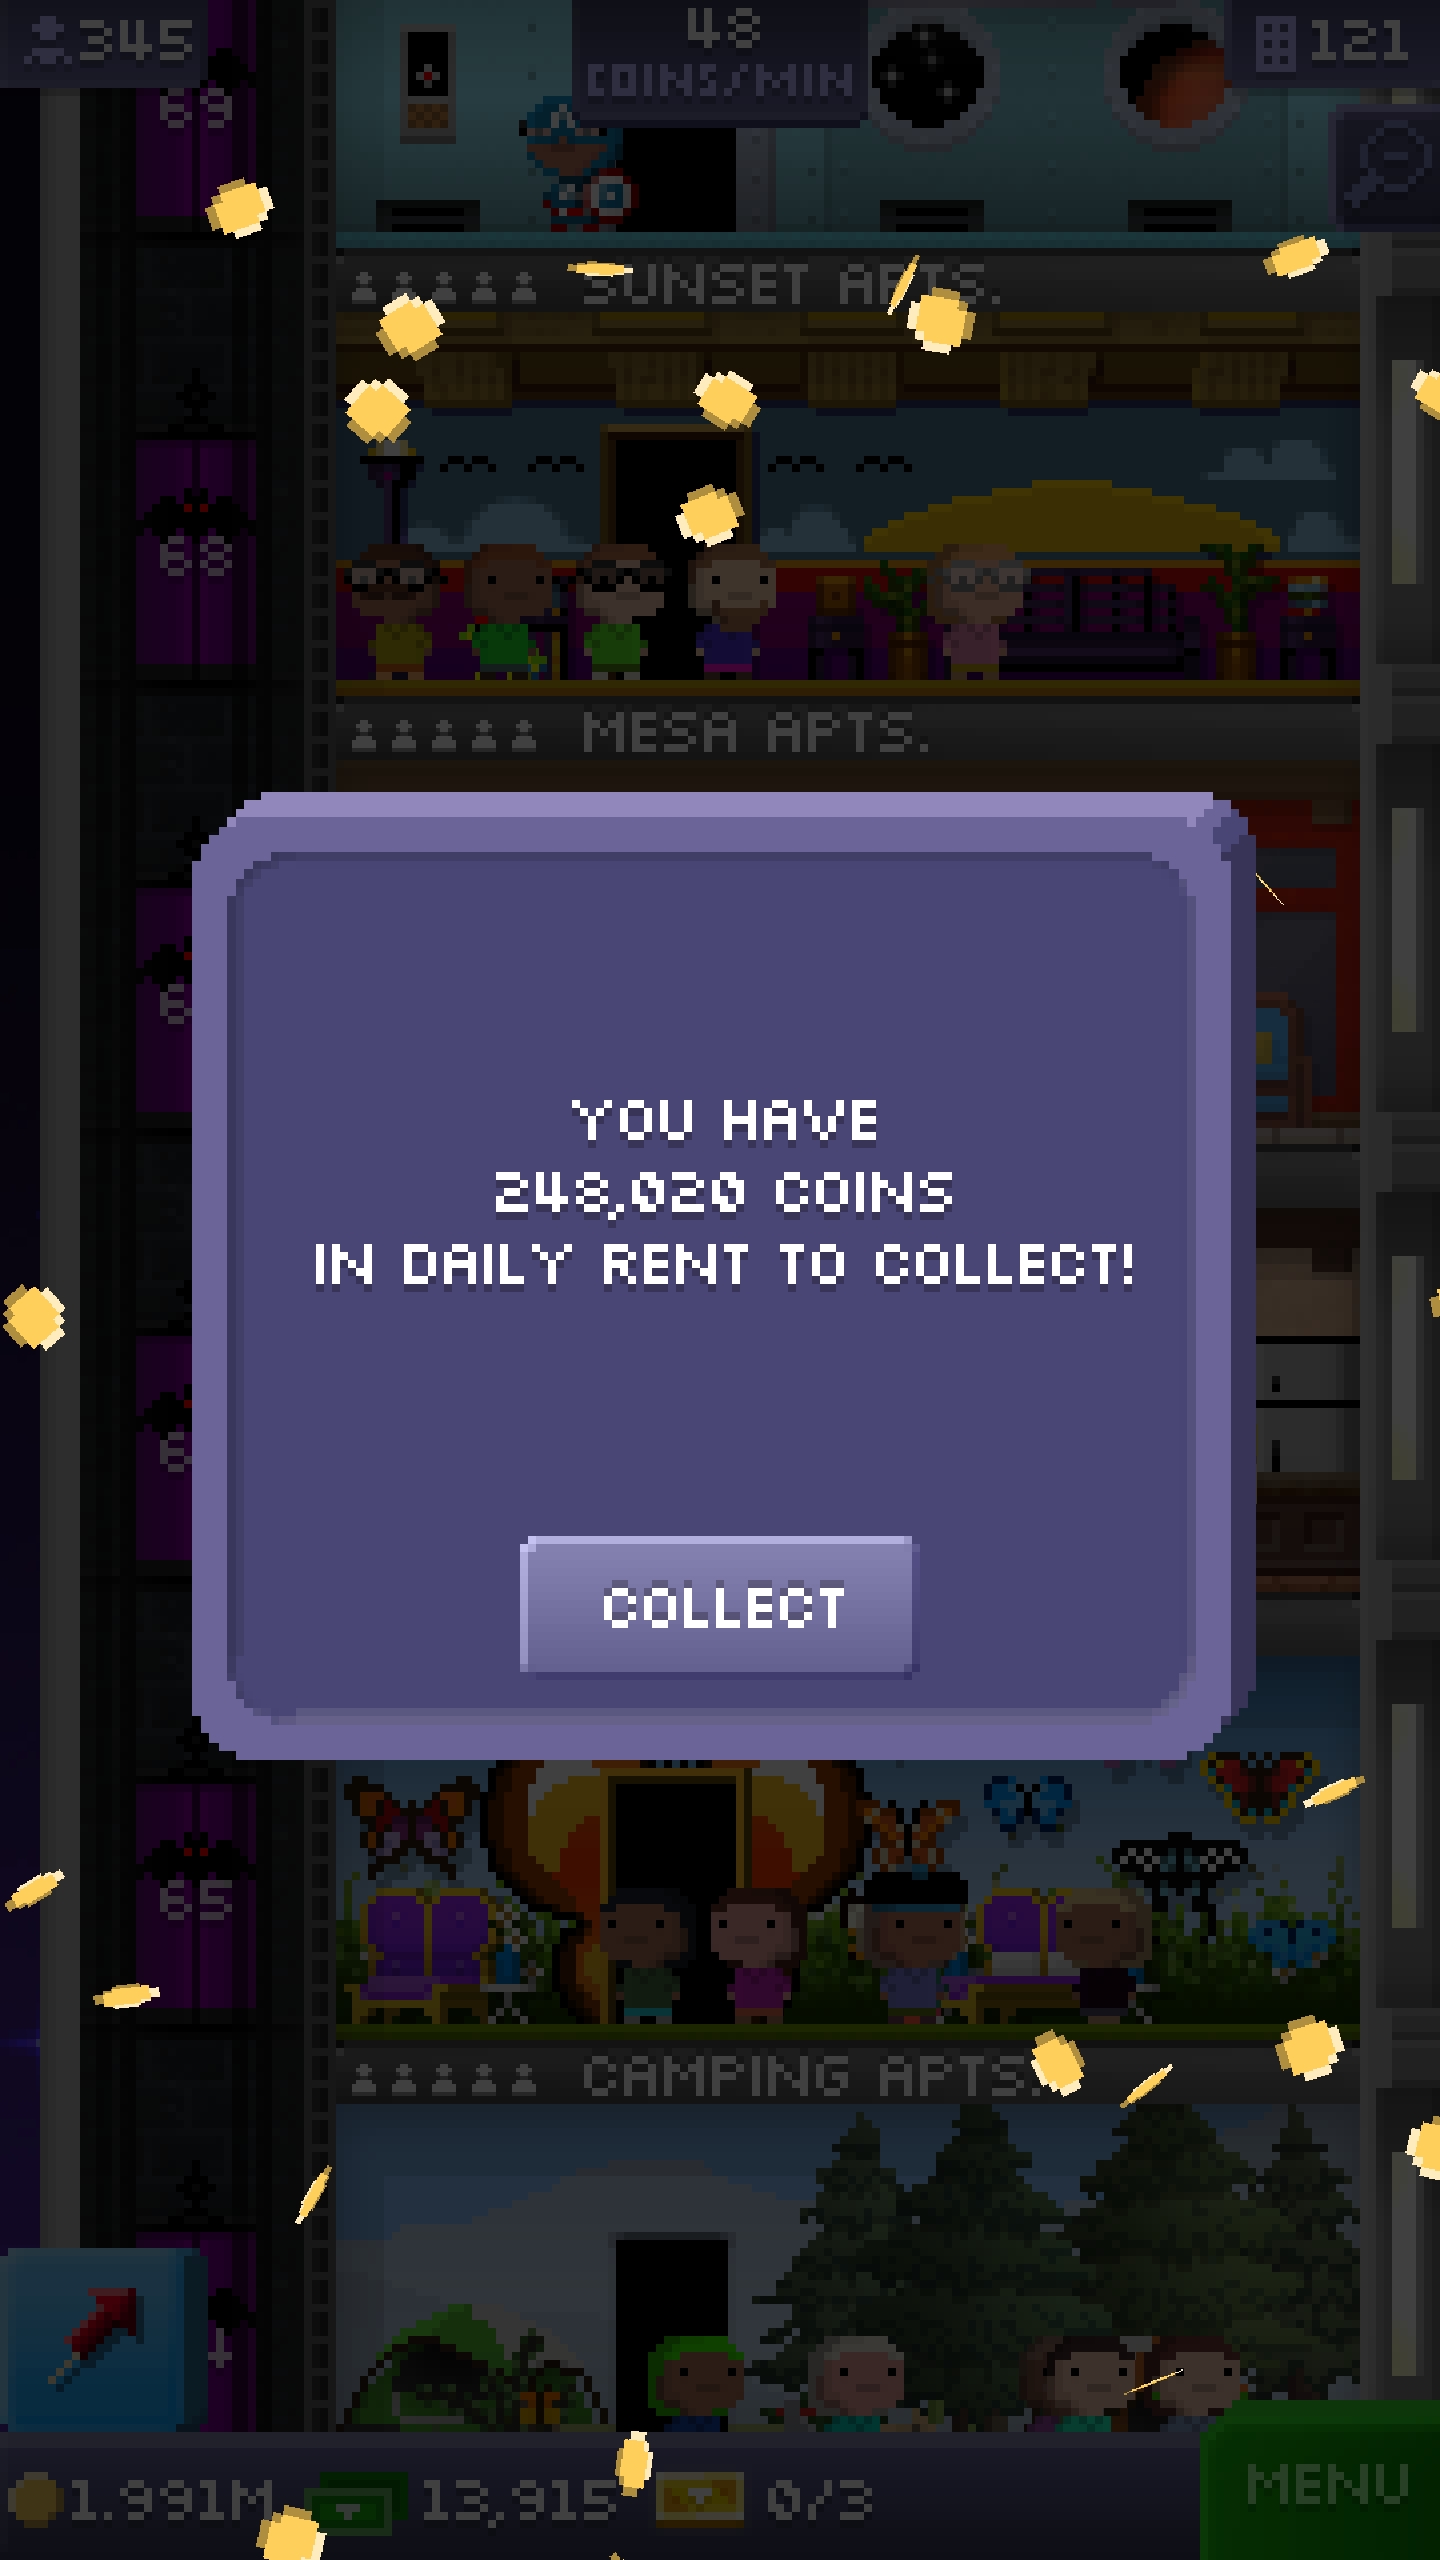 345
48
COINS/MIN
121
69
SUNSET APTS.
68
MESA APTS.
YOU HAVE
248,020 COINS
IN DAILY RENT TO COLLECT!
COLLECT
65
CAMPING APTS.
1.991M
13,915
0/3
MENU